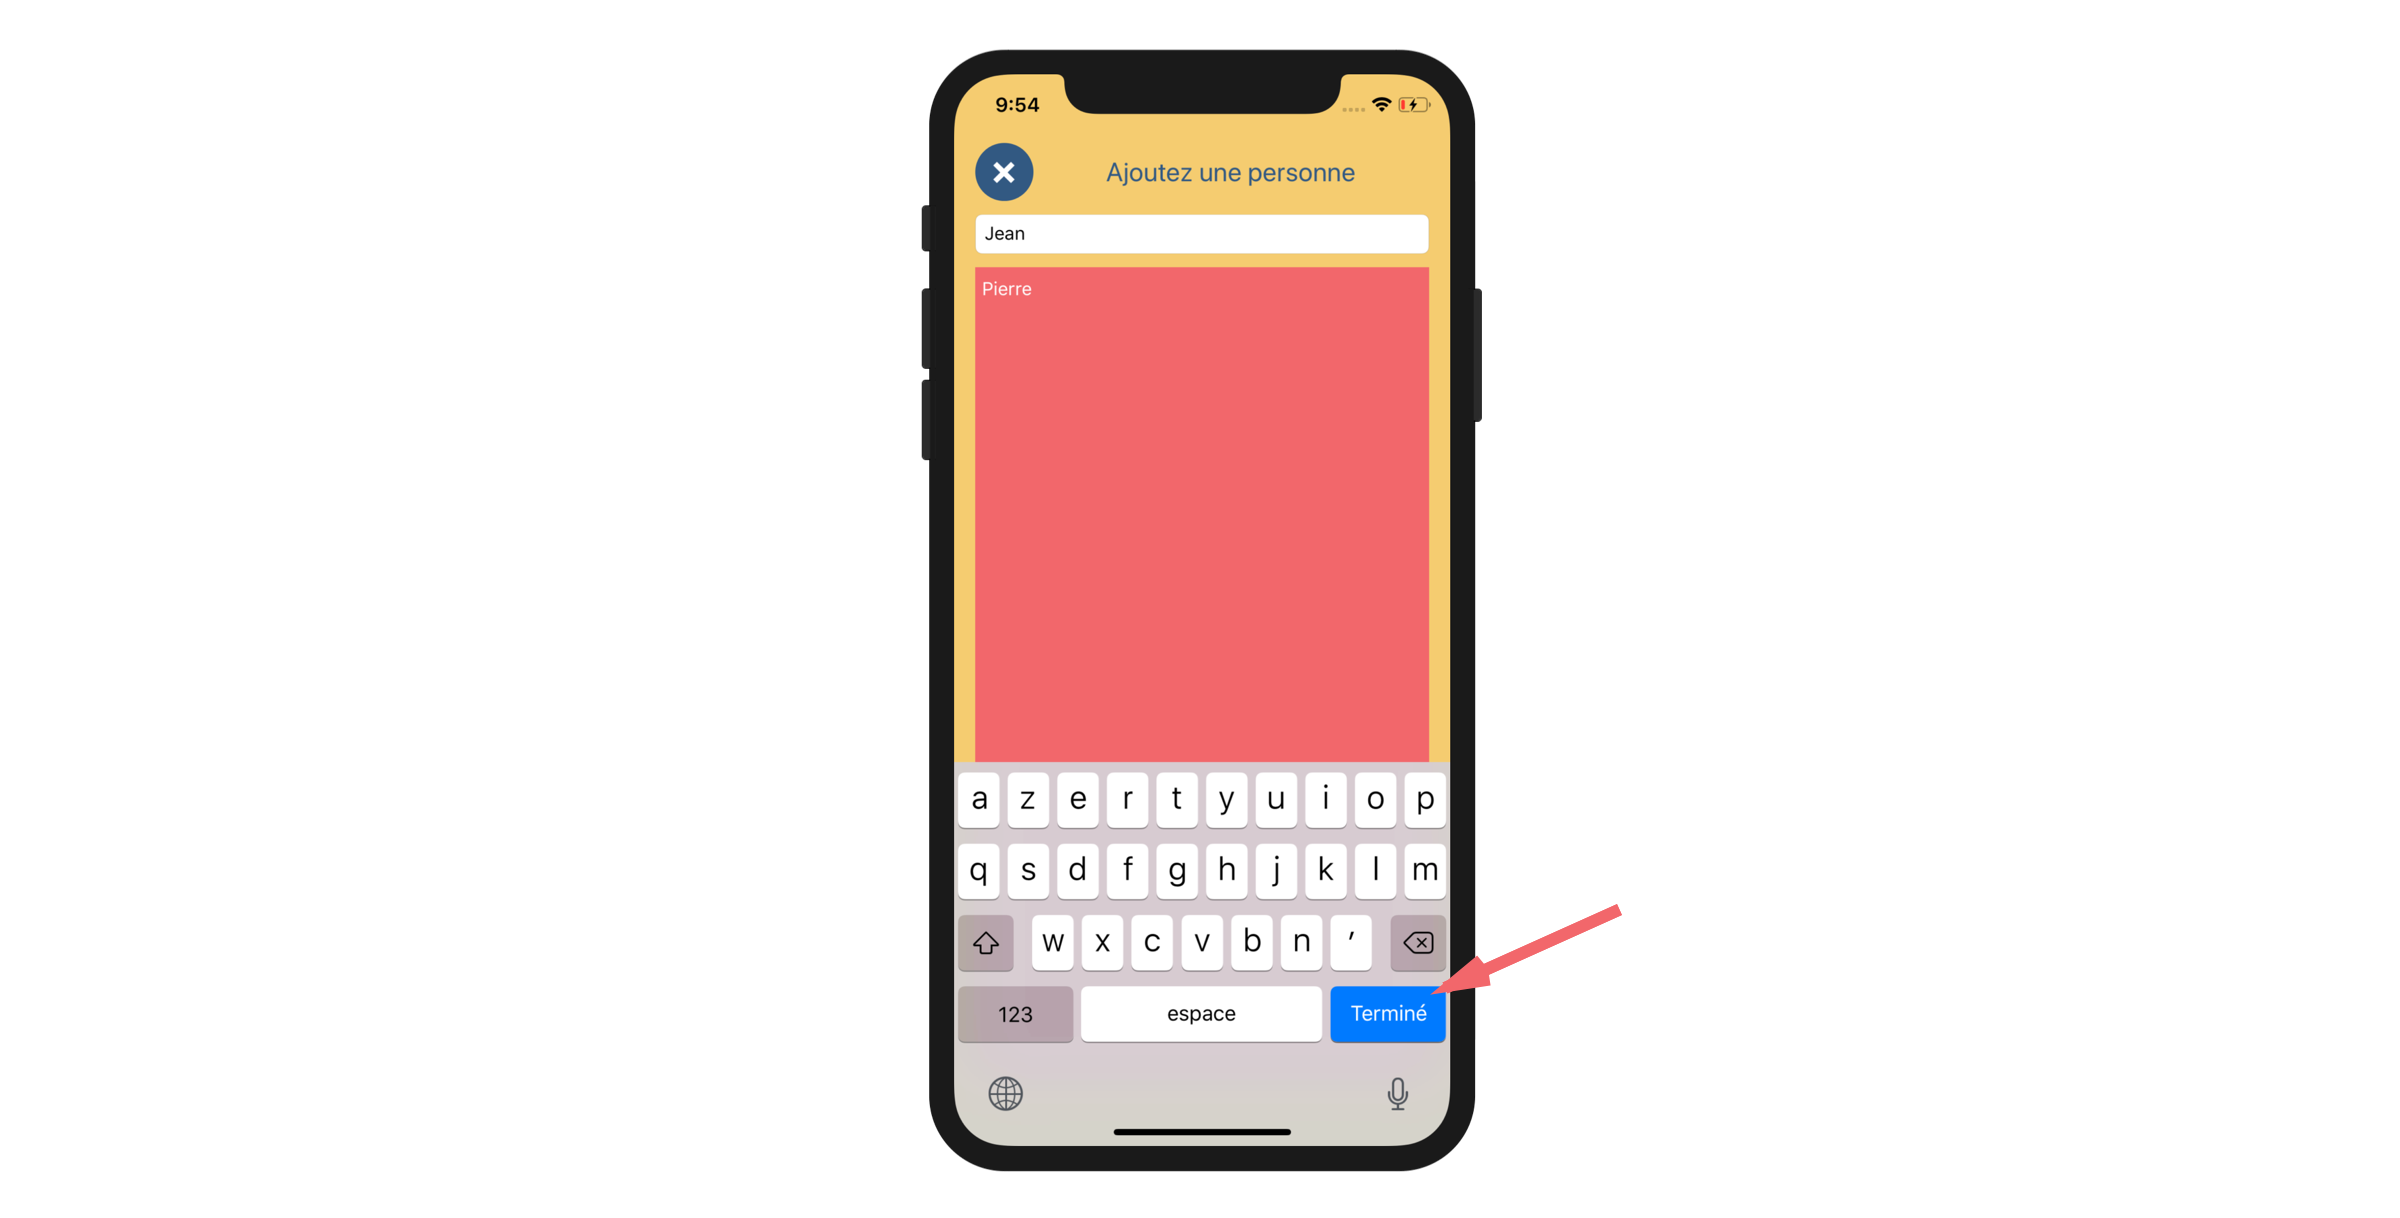 9:54
Ajoutez une personne
Jean
Pierre
a z e r t y u i o p
q s d f g h j k l m
w x c v b n ’
123 espace Terminé